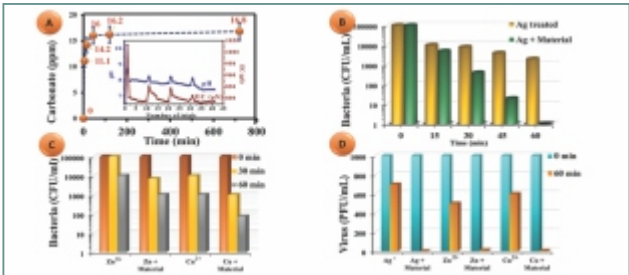 A
Carbonate (ppm)
20
15
10
5
0
16
16.2
16.8
14.2
11.1
0
pH
0 200 400 600 800
Time (min)
B
Bacteria (CFU/mL)
100000
10000
1000
100
10
1
Ag treated
Ag + Material
0 15 30 45 60
Time (min)
C
Bacteria (CFU/ml)
100000
10000
1000
100
10
1
0 min
30 min
60 min
Zn²⁺ Zn + Material Cu²⁺ Cu + Material
D
Virus (PFU/mL)
1000
800
600
400
200
0
0 min
60 min
Ag⁺ Ag + Material Zn²⁺ Zn + Material Cu²⁺ Cu + Material